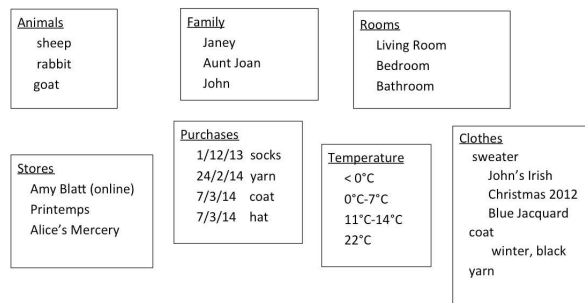 Animals
sheep
rabbit
goat
Family
Janey
Aunt Joan
John
Rooms
Living Room
Bedroom
Bathroom
Stores
Amy Blatt (online)
Printemps
Alice's Mercery
Purchases
1/12/13 socks
24/2/14 yarn
7/3/14 coat
7/3/14 hat
Temperature
< 0°C
0°C-7°C
11°C-14°C
22°C
Clothes
sweater
John's Irish
Christmas 2012
Blue Jacquard
coat
winter, black
yarn